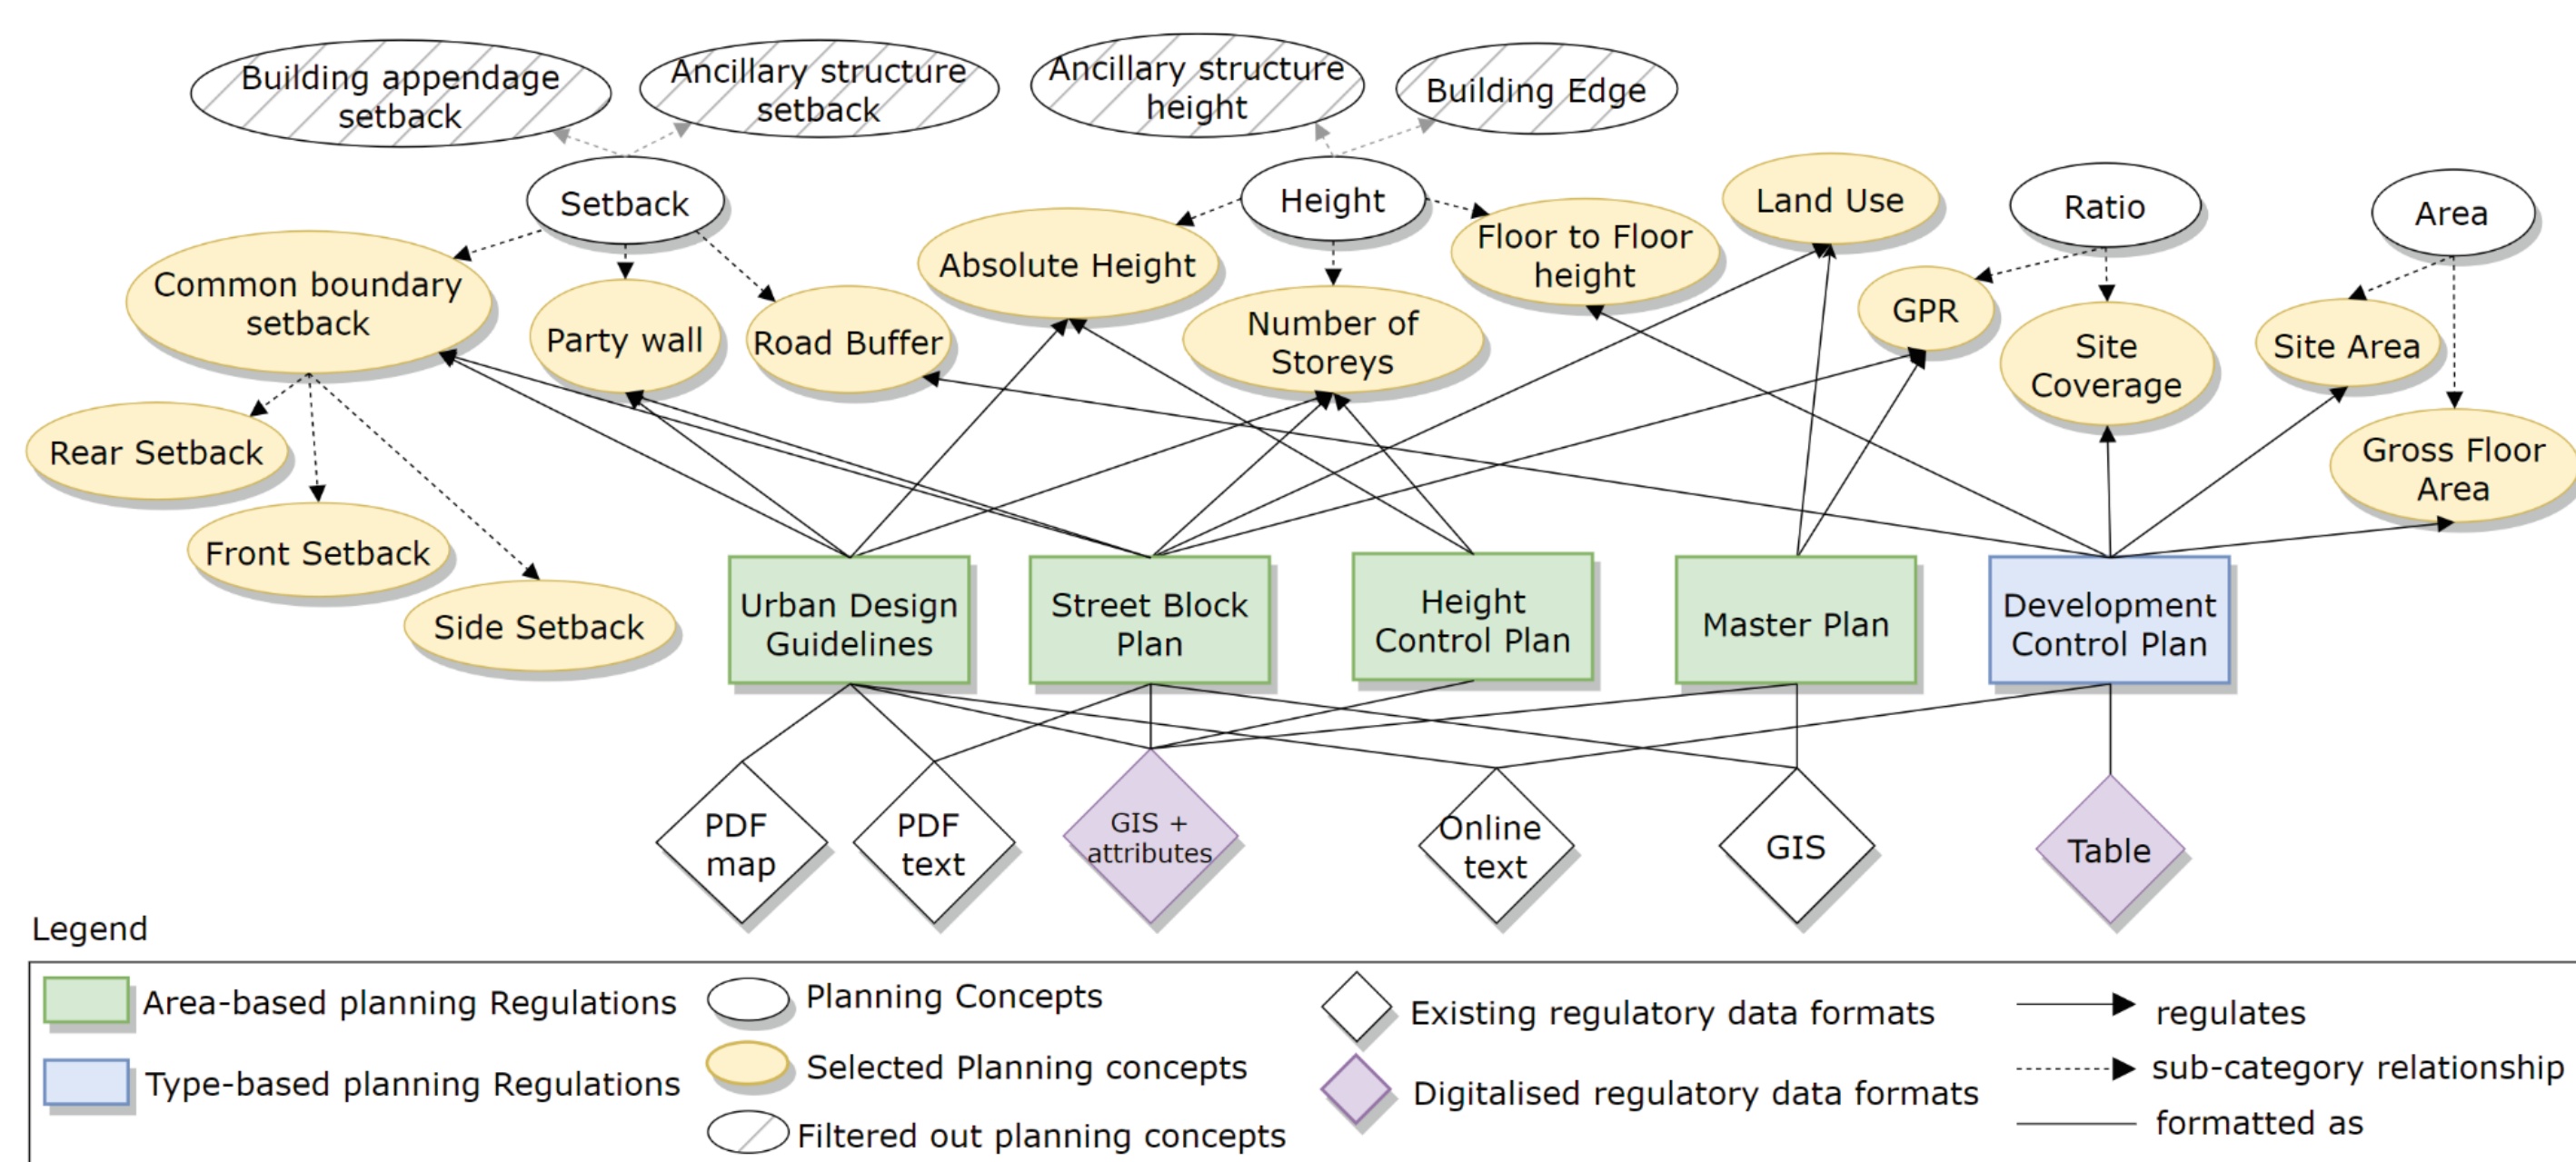 Building appendage
setback
Ancillary structure
setback
Ancillary structure
height
Building Edge
Setback
Height
Land Use
Ratio
Area
Common boundary
setback
Party wall
Road Buffer
Absolute Height
Number of
Storeys
Floor to Floor
height
GPR
Site
Coverage
Site Area
Gross Floor
Area
Rear Setback
Front Setback
Side Setback
Urban Design
Guidelines
Street Block
Plan
Height
Control Plan
Master Plan
Development
Control Plan
PDF
map
PDF
text
GIS +
attributes
Online
text
GIS
Table
Legend
Area-based planning Regulations
Type-based planning Regulations
Planning Concepts
Selected Planning concepts
Filtered out planning concepts
Existing regulatory data formats
Digitalised regulatory data formats
regulates
sub-category relationship
formatted as